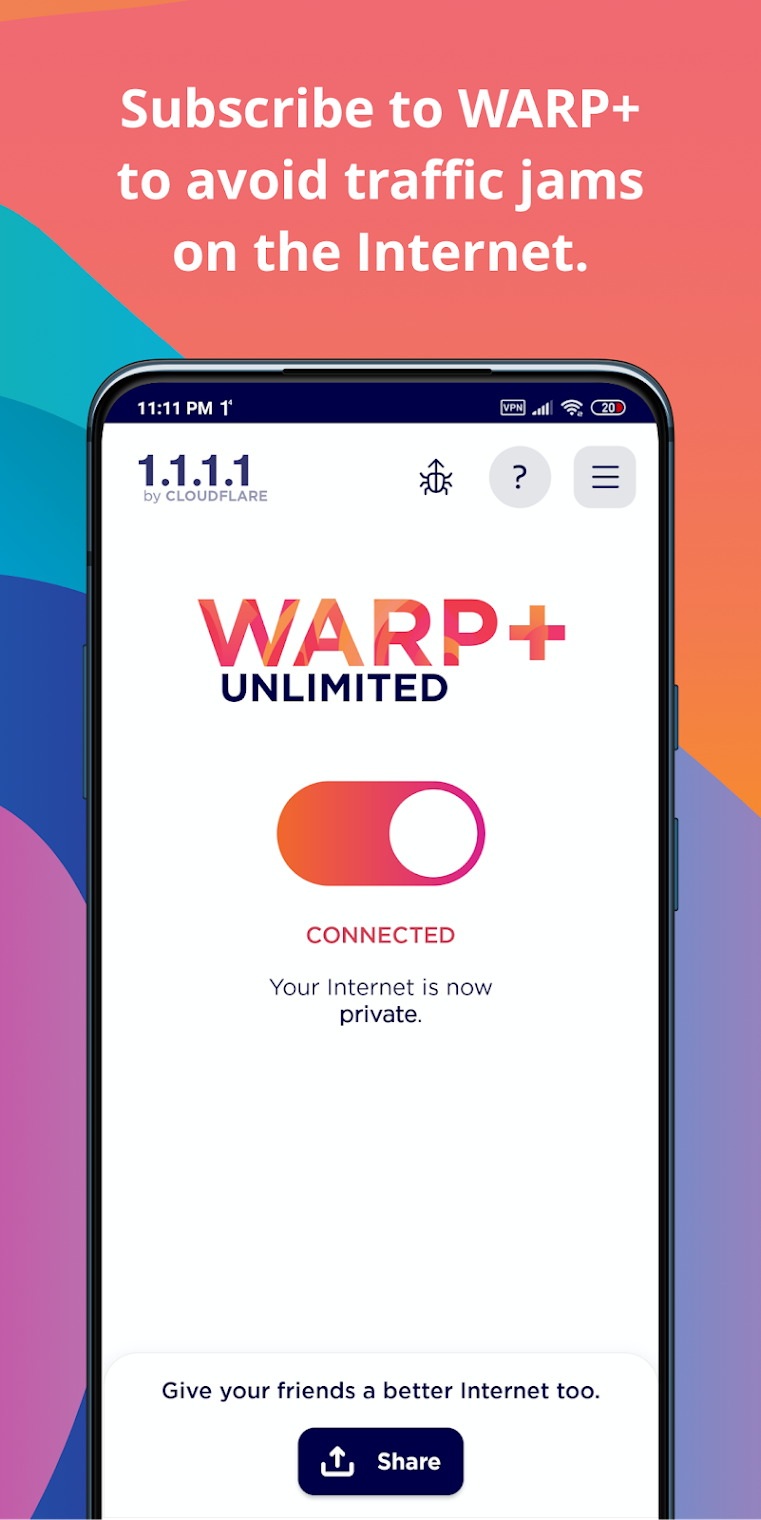 Subscribe to WARP+
to avoid traffic jams
on the Internet.
11:11 PM 1⁴ VPN 20
1.1.1.1
by CLOUDFLARE
?
WARP+
UNLIMITED
CONNECTED
Your Internet is now
private.
Give your friends a better Internet too.
Share